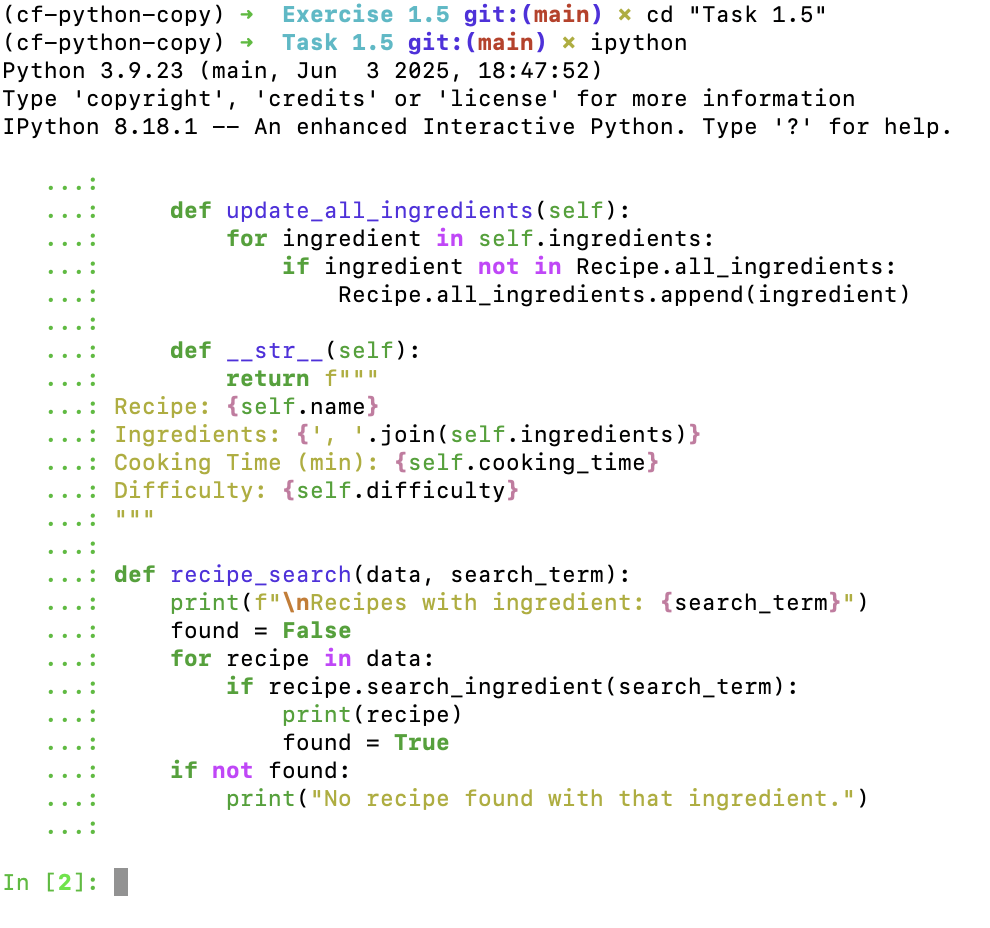 (cf-python-copy) ➜  Exercise 1.5 git:(main) ✗ cd "Task 1.5"
(cf-python-copy) ➜  Task 1.5 git:(main) ✗ ipython
Python 3.9.23 (main, Jun  3 2025, 18:47:52)
Type 'copyright', 'credits' or 'license' for more information
IPython 8.18.1 -- An enhanced Interactive Python. Type '?' for help.
   ...:
   ...:     def update_all_ingredients(self):
   ...:         for ingredient in self.ingredients:
   ...:             if ingredient not in Recipe.all_ingredients:
   ...:                 Recipe.all_ingredients.append(ingredient)
   ...:
   ...:     def __str__(self):
   ...:         return f"""
   ...: Recipe: {self.name}
   ...: Ingredients: {', '.join(self.ingredients)}
   ...: Cooking Time (min): {self.cooking_time}
   ...: Difficulty: {self.difficulty}
   ...: """
   ...:
   ...: def recipe_search(data, search_term):
   ...:     print(f"\nRecipes with ingredient: {search_term}")
   ...:     found = False
   ...:     for recipe in data:
   ...:         if recipe.search_ingredient(search_term):
   ...:             print(recipe)
   ...:             found = True
   ...:     if not found:
   ...:         print("No recipe found with that ingredient.")
   ...:
In [2]: